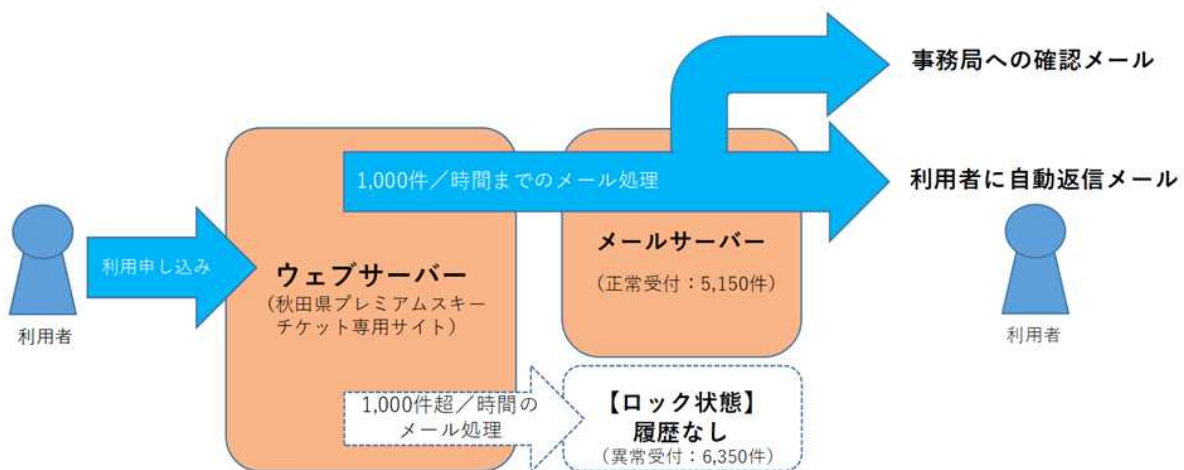 事務局への確認メール
1,000件／時間までのメール処理
利用者に自動返信メール
利用申し込み
利用者
ウェブサーバー
（秋田県プレミアムスキー
チケット専用サイト）
メールサーバー
（正常受付：5,150件）
利用者
1,000件超／時間の
メール処理
【ロック状態】
履歴なし
（異常受付：6,350件）